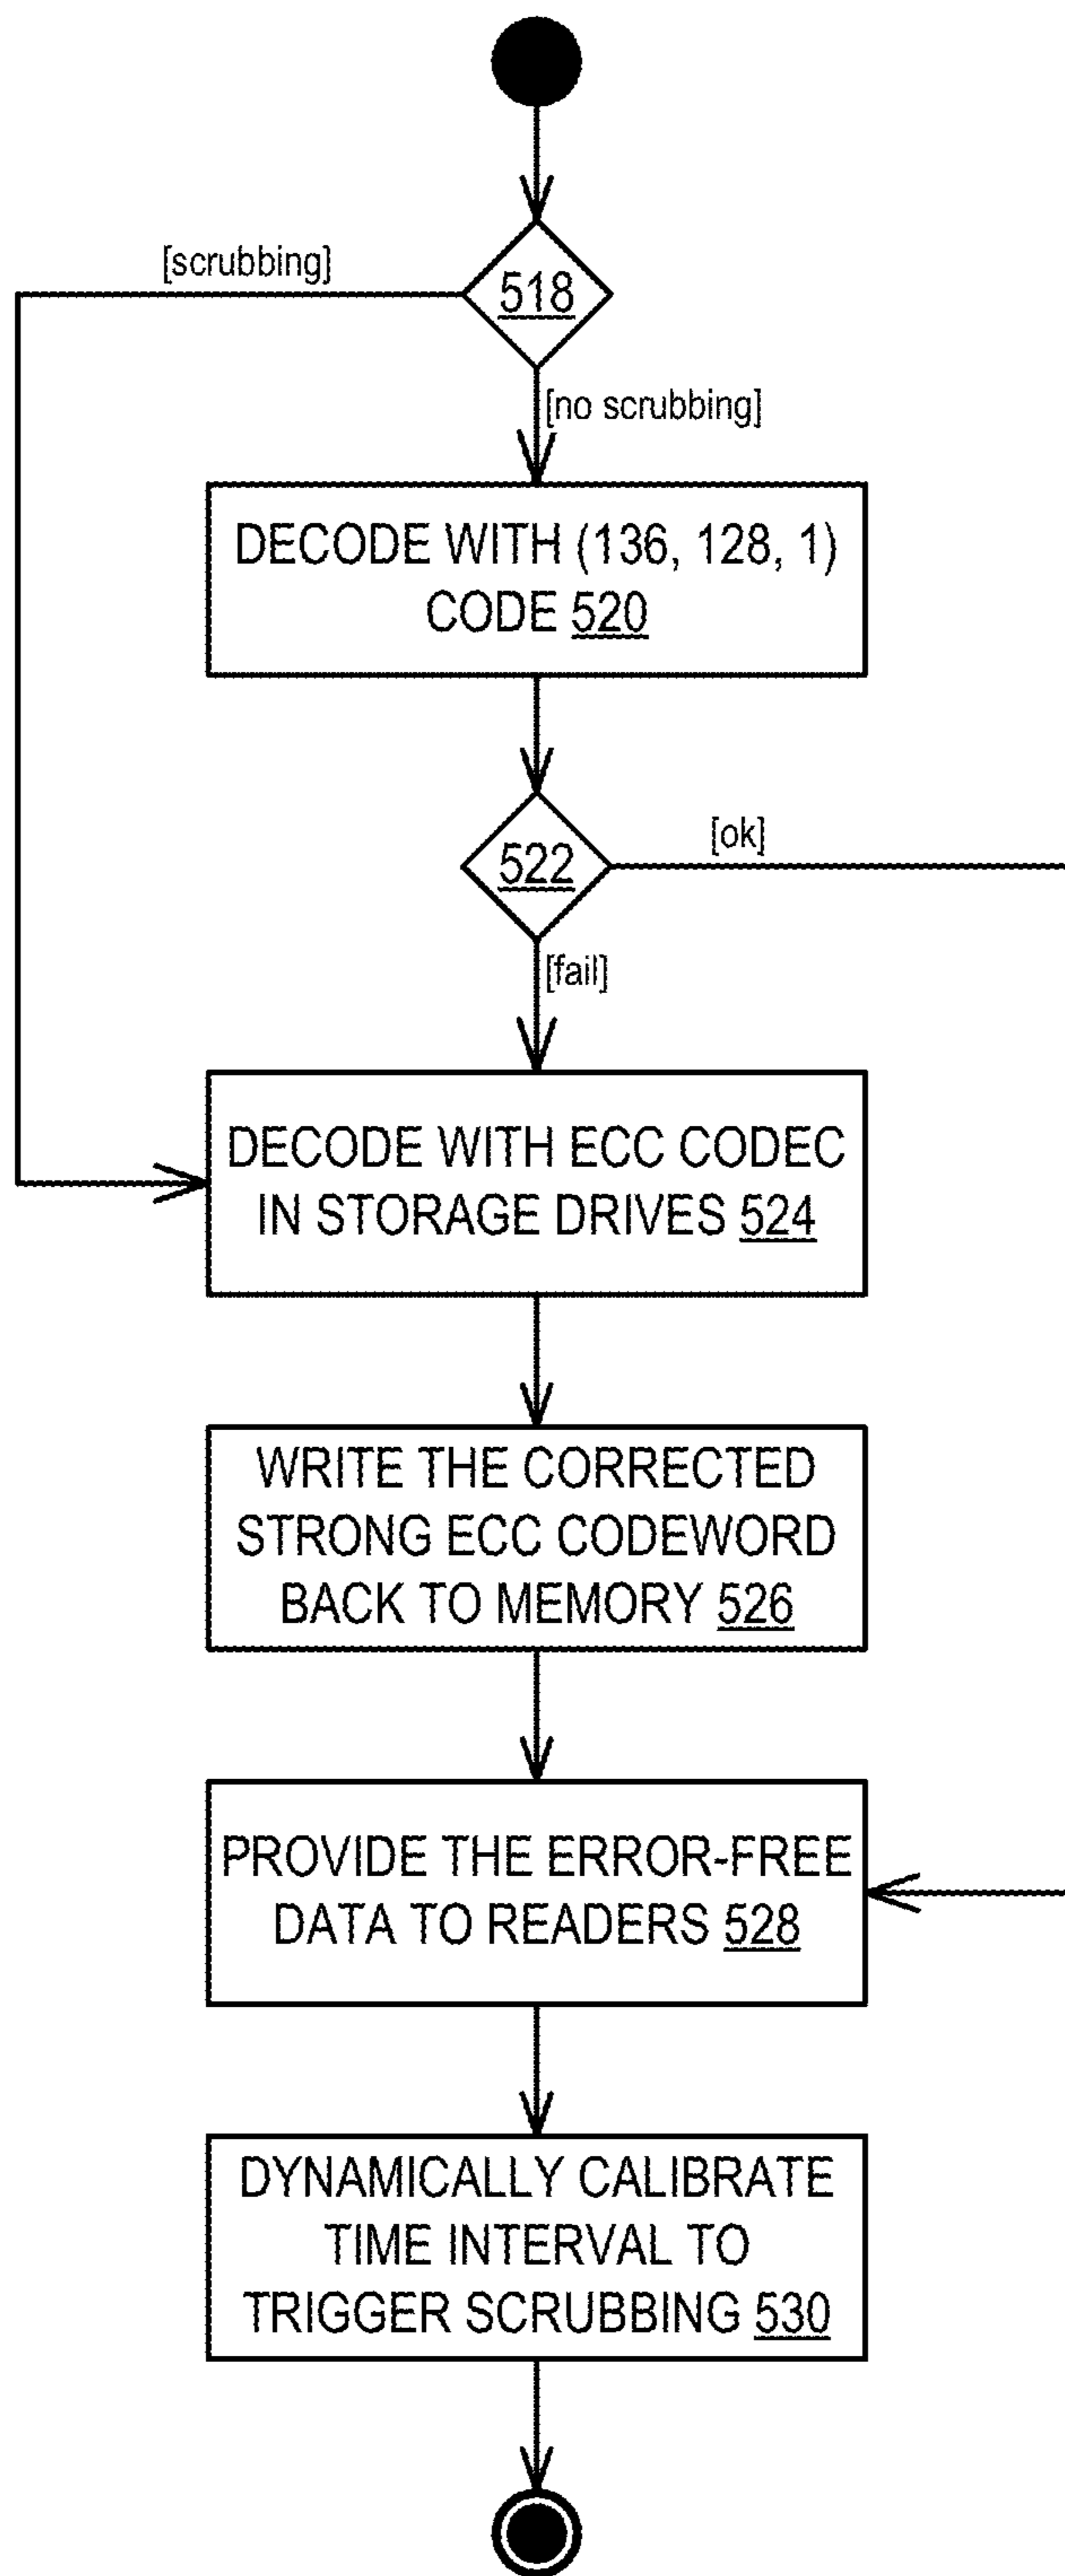 [scrubbing]
518
[no scrubbing]
DECODE WITH (136, 128, 1)
CODE 520
[ok]
522
[fail]
DECODE WITH ECC CODEC
IN STORAGE DRIVES 524
WRITE THE CORRECTED
STRONG ECC CODEWORD
BACK TO MEMORY 526
PROVIDE THE ERROR-FREE
DATA TO READERS 528
DYNAMICALLY CALIBRATE
TIME INTERVAL TO
TRIGGER SCRUBBING 530